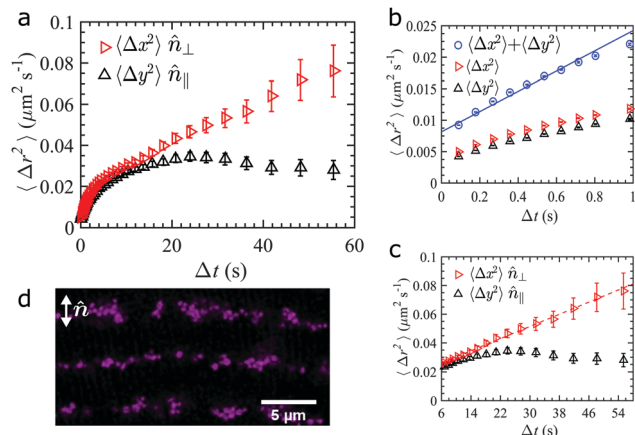 a
0.1
0.08
0.06
0.04
0.02
0
⟨ Δr² ⟩ (μm² s⁻¹)
⟨Δx²⟩ n̂⊥
⟨Δy²⟩ n̂∥
0 10 20 30 40 50 60
Δt (s)
b
0.025
0.02
0.015
0.01
0.005
0
⟨ Δr² ⟩ (μm² s⁻¹)
⟨Δx²⟩+⟨Δy²⟩
⟨Δx²⟩
⟨Δy²⟩
0 0.2 0.4 0.6 0.8 1
Δt (s)
c
0.1
0.08
0.06
0.04
0.02
0
⟨ Δr² ⟩ (μm² s⁻¹)
⟨Δx²⟩ n̂⊥
⟨Δy²⟩ n̂∥
6 14 22 30 38 46 54
Δt (s)
d
n̂
5 μm